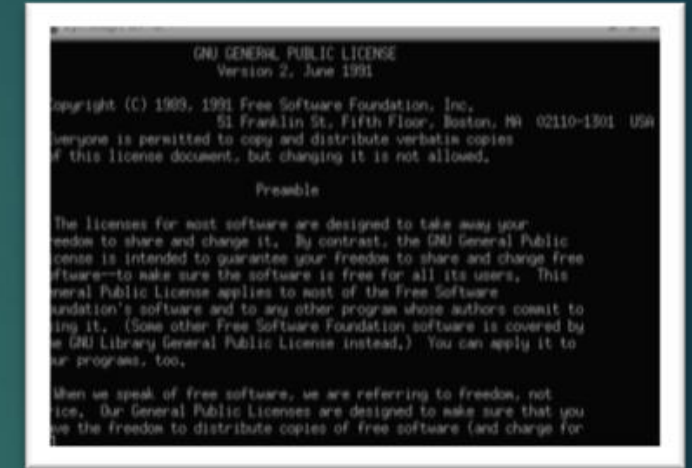 GNU GENERAL PUBLIC LICENSE
Version 2, June 1991
opyright (C) 1989, 1991 Free Software Foundation, Inc.,
51 Franklin St, Fifth Floor, Boston, MA 02110-1301 USA
veryone is permitted to copy and distribute verbatim copies
f this license document, but changing it is not allowed.
Preamble
The licenses for most software are designed to take away your
eedom to share and change it. By contrast, the GNU General Public
cense is intended to guarantee your freedom to share and change free
ftware--to make sure the software is free for all its users. This
neral Public License applies to most of the Free Software
undation's software and to any other program whose authors commit to
ing it. (Some other Free Software Foundation software is covered by
e GNU Library General Public License instead.) You can apply it to
ur programs, too.
When we speak of free software, we are referring to freedom, not
ice. Our General Public Licenses are designed to make sure that you
ve the freedom to distribute copies of free software (and charge for